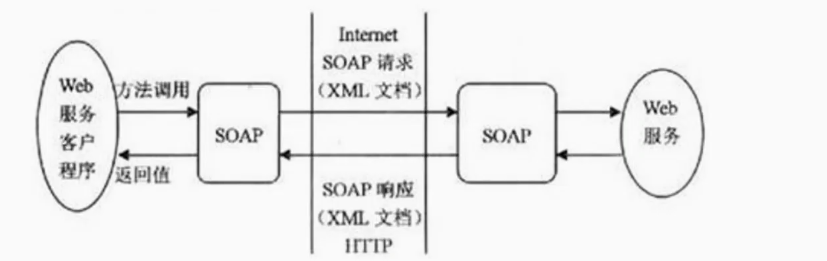 Web
服务
客户
程序
方法调用
返回值
SOAP
Internet
SOAP 请求
（XML 文档）
SOAP 响应
（XML 文档）
HTTP
SOAP
Web
服务